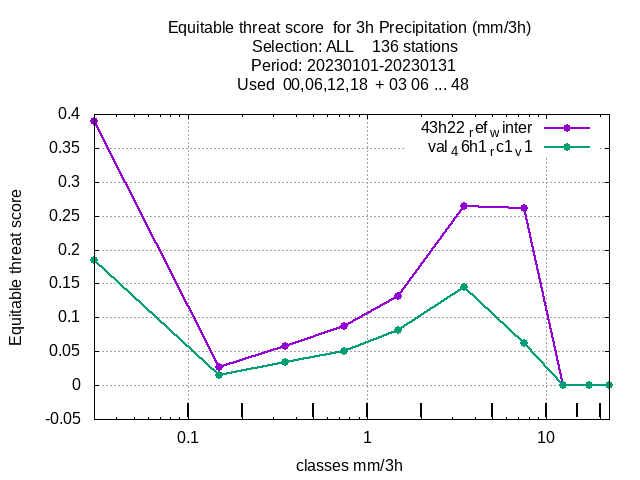 Equitable threat score for 3h Precipitation (mm/3h)
Selection: ALL 136 stations
Period: 20230101-20230131
Used 00,06,12,18 + 03 06 ... 48
43h22refwinter
val46h1rc1v1
0.4
0.35
0.3
0.25
0.2
0.15
0.1
0.05
0
-0.05
Equitable threat score
0.1 1 10
classes mm/3h